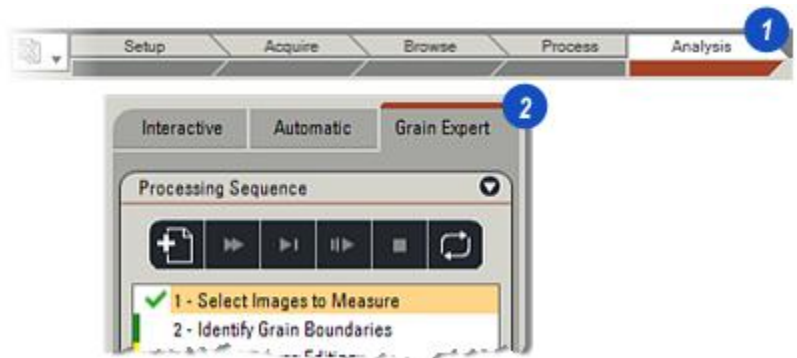 Setup Acquire Browse Process Analysis 1
Interactive Automatic Grain Expert 2
Processing Sequence
1 - Select Images to Measure
2 - Identify Grain Boundaries